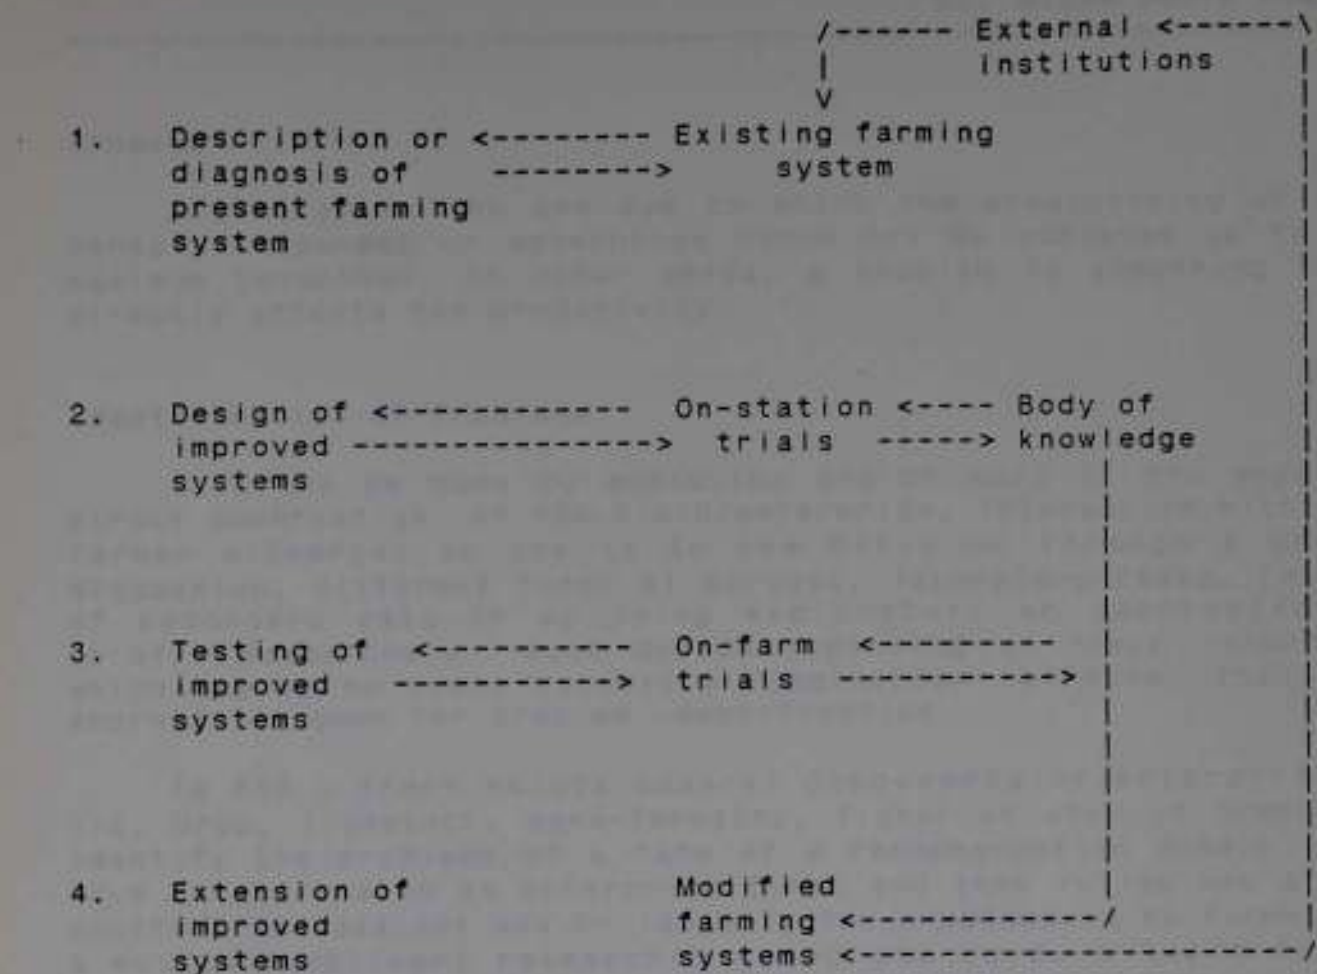 /------ External <------\
| institutions |
V |
1. Description or <-------- Existing farming |
diagnosis of --------> system |
present farming |
system |
2. Design of <------------ On-station <---- Body of |
improved ---------------> trials -----> knowledge |
systems | |
3. Testing of <---------- On-farm <---------- | |
improved -----------> trials -----------> | |
systems | |
4. Extension of Modified | |
improved farming <------------/ |
systems systems <----------------------/